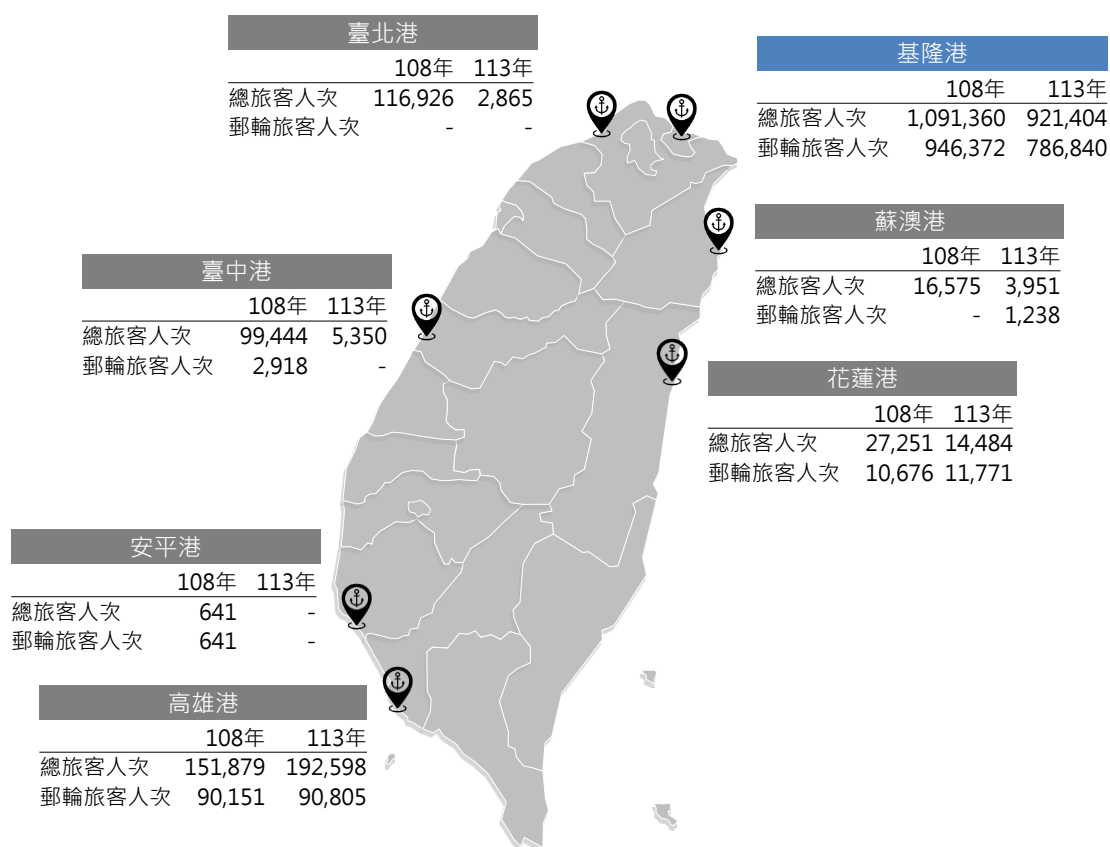 臺北港
108年 113年
總旅客人次 116,926 2,865
郵輪旅客人次 - -
基隆港
108年 113年
總旅客人次 1,091,360 921,404
郵輪旅客人次 946,372 786,840
蘇澳港
108年 113年
總旅客人次 16,575 3,951
郵輪旅客人次 - 1,238
臺中港
108年 113年
總旅客人次 99,444 5,350
郵輪旅客人次 2,918 -
花蓮港
108年 113年
總旅客人次 27,251 14,484
郵輪旅客人次 10,676 11,771
安平港
108年 113年
總旅客人次 641 -
郵輪旅客人次 641 -
高雄港
108年 113年
總旅客人次 151,879 192,598
郵輪旅客人次 90,151 90,805